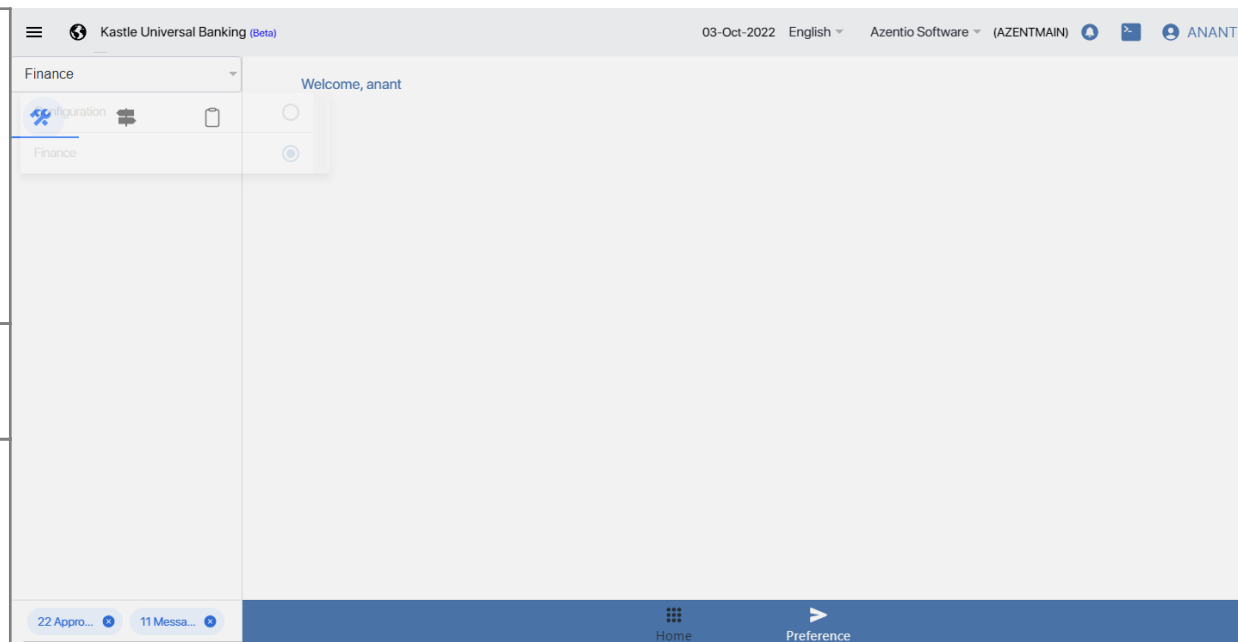 Kastle Universal Banking (Beta) 03-Oct-2022 English Azentio Software (AZENTMAIN) ANANT
Finance
Welcome, anant
Configuration
Finance
22 Appro... 11 Messa...
Home Preference